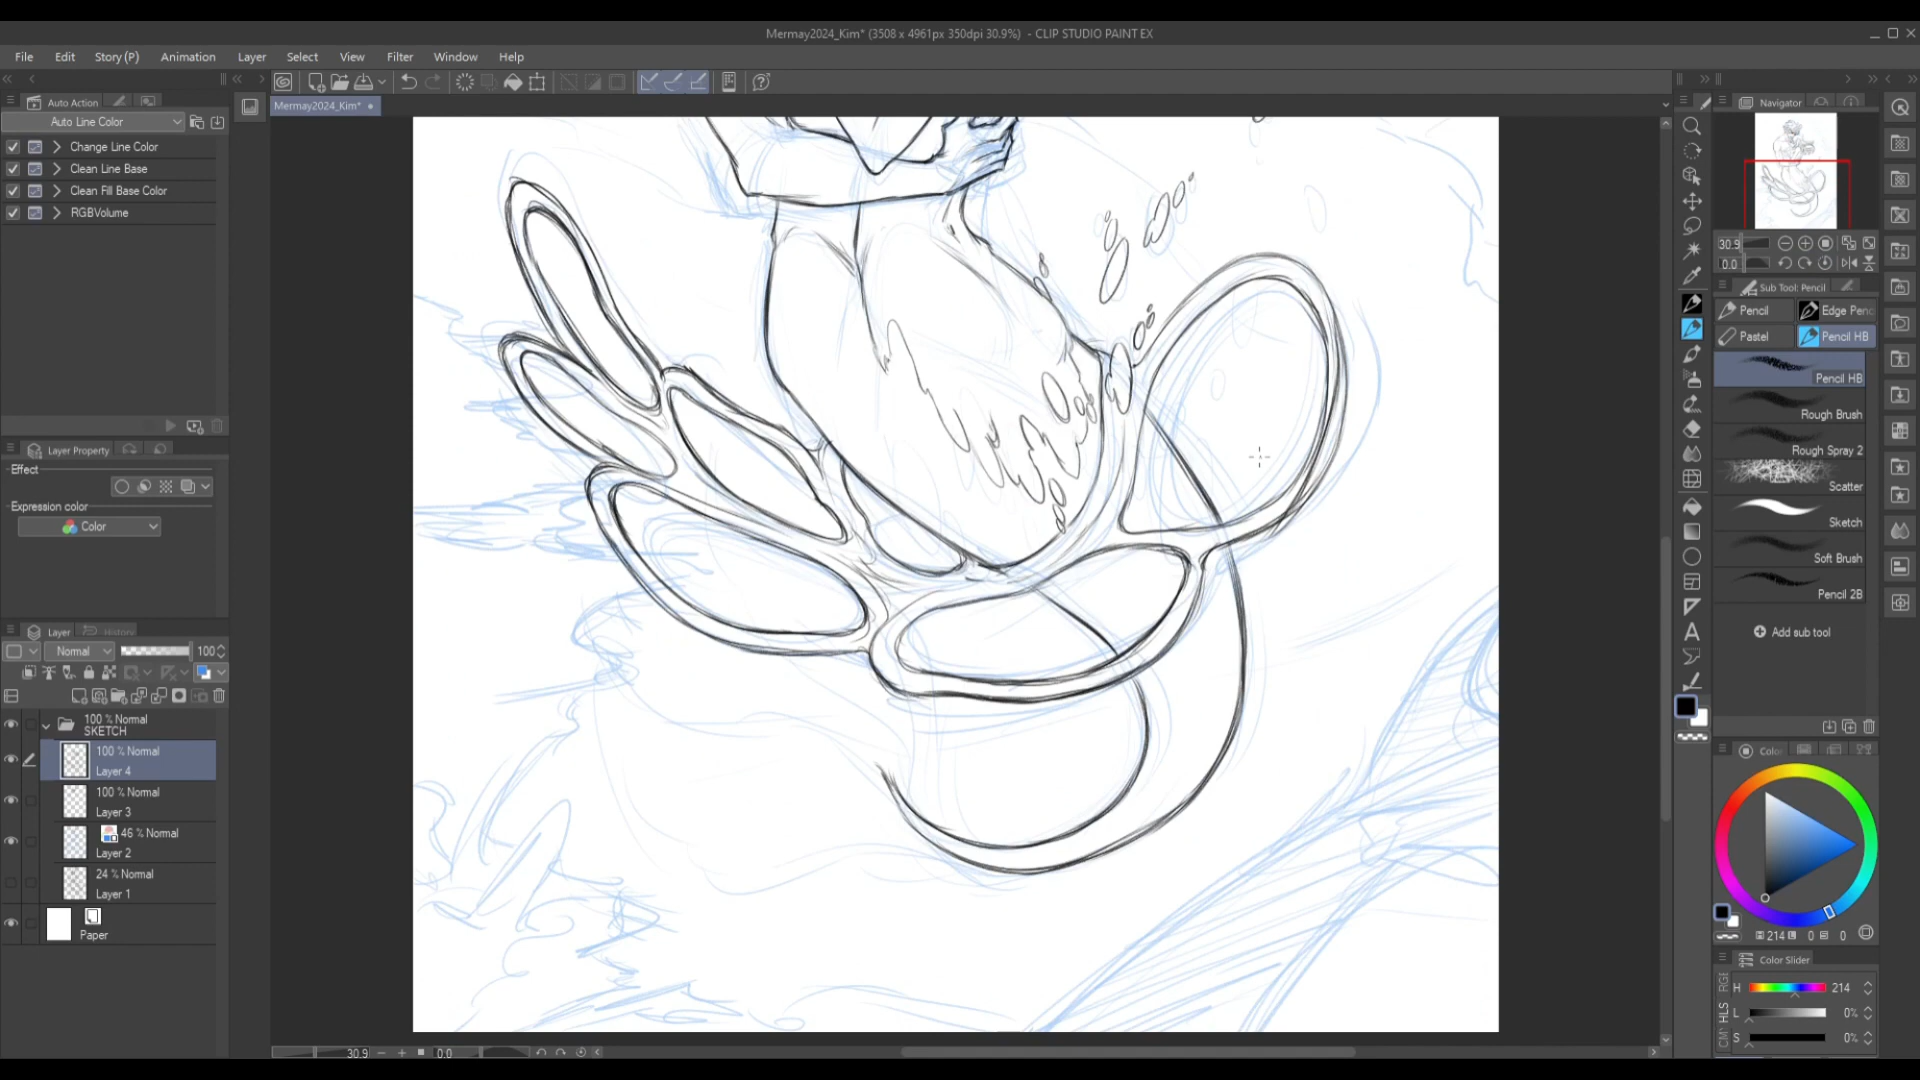 Mermay2024_Kim* (3508 x 4961px 350dpi 30.9%) - CLIP STUDIO PAINT EX
File Edit Story (P) Animation Layer Select View Filter Window Help
Auto Action
Mermay2024_Kim*
Navigator
Auto Line Color
Change Line Color
Clean Line Base
Clean Fill Base Color
RGBVolume
30.9
0.0
Sub Tool: Pencil
Pencil
Edge Penc
Pastel
Pencil HB
Pencil HB
Rough Brush
Rough Spray 2
Scatter
Sketch
Soft Brush
Pencil 2B
Add sub tool
Layer Property
Effect
Expression color
Color
Layer
History
Normal
100
100 % Normal
SKETCH
100 % Normal
Layer 4
100 % Normal
Layer 3
46 % Normal
Layer 2
24 % Normal
Layer 1
Paper
A
Colo
214 0 0
Color Slider
RGB
HLS
H 214
L 0%
S 0%
30.9
0.0